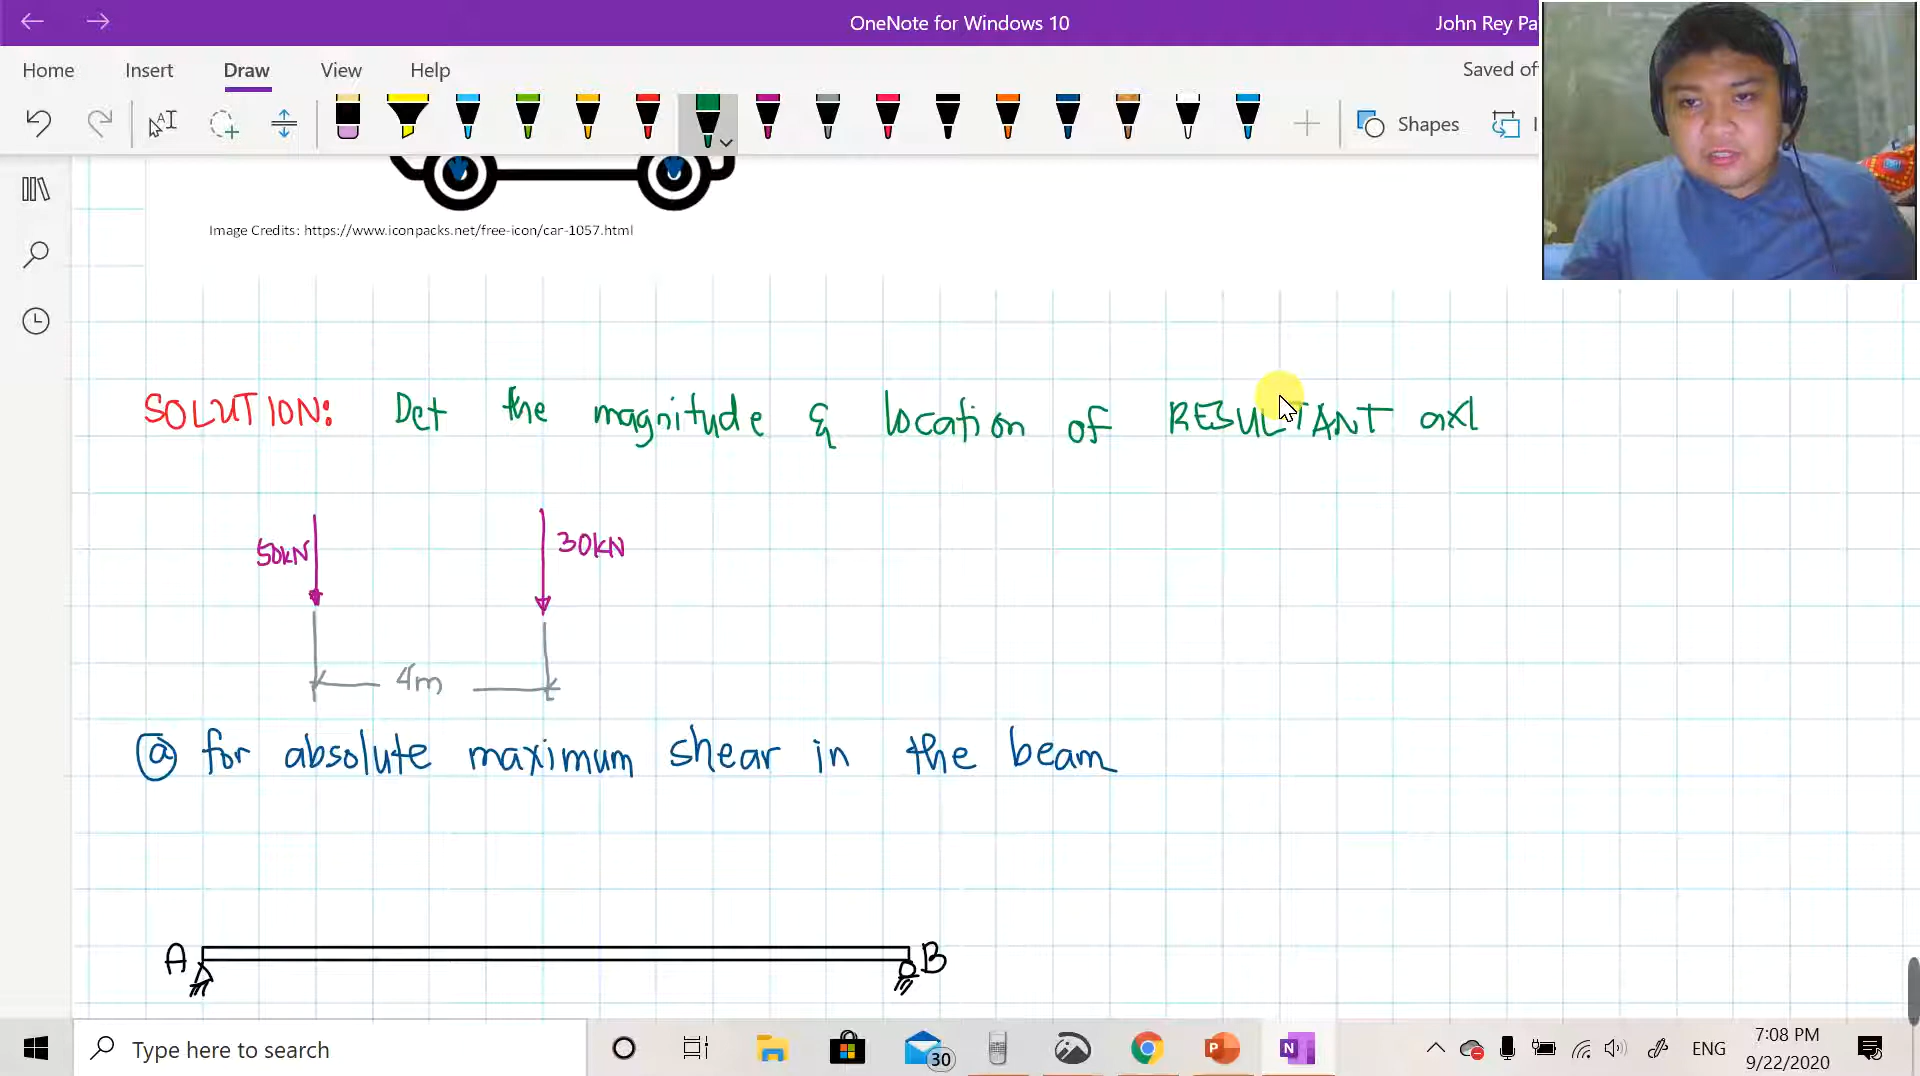 OneNote for Windows 10
John Rey Pa
Home Insert Draw View Help
Saved of
Shapes
Image Credits: https://www.iconpacks.net/free-icon/car-1057.html
SOLUTION: Det the magnitude & location of RESULTANT axl
50kN
30kN
4m
a for absolute maximum shear in the beam
A
B
Type here to search
30
ENG
7:08 PM
9/22/2020